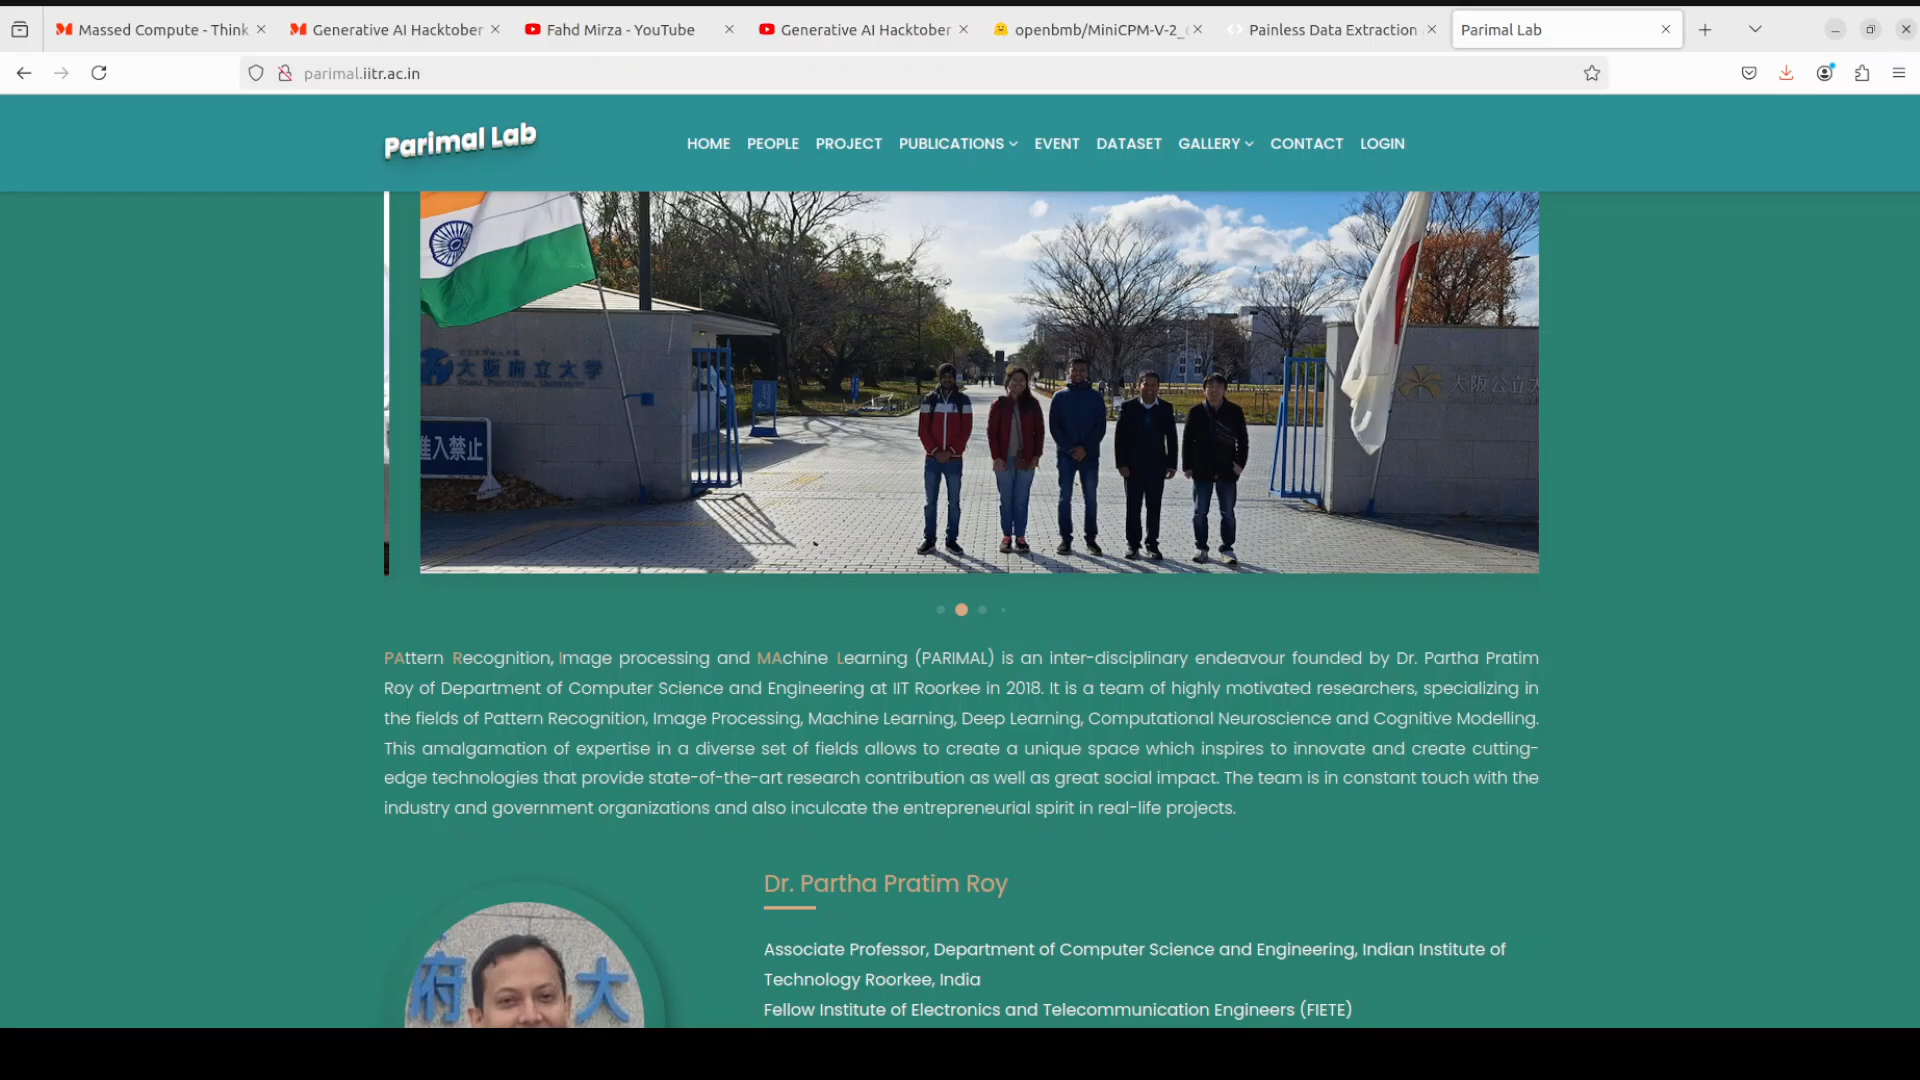 Massed Compute - Think
Generative AI Hacktober
Fahd Mirza - YouTube
Generative AI Hacktober
openbmb/MiniCPM-V-2_
Painless Data Extraction
Parimal Lab
parimal.iitr.ac.in
Parimal Lab
HOME PEOPLE PROJECT PUBLICATIONS EVENT DATASET GALLERY CONTACT LOGIN
大阪府立大学
進入禁止
大阪公立大
PAttern Recognition, Image processing and MAchine Learning (PARIMAL) is an inter-disciplinary endeavour founded by Dr. Partha Pratim
Roy of Department of Computer Science and Engineering at IIT Roorkee in 2018. It is a team of highly motivated researchers, specializing in
the fields of Pattern Recognition, Image Processing, Machine Learning, Deep Learning, Computational Neuroscience and Cognitive Modelling.
This amalgamation of expertise in a diverse set of fields allows to create a unique space which inspires to innovate and create cutting-
edge technologies that provide state-of-the-art research contribution as well as great social impact. The team is in constant touch with the
industry and government organizations and also inculcate the entrepreneurial spirit in real-life projects.
Dr. Partha Pratim Roy
Associate Professor, Department of Computer Science and Engineering, Indian Institute of
Technology Roorkee, India
Fellow Institute of Electronics and Telecommunication Engineers (FIETE)
府 大